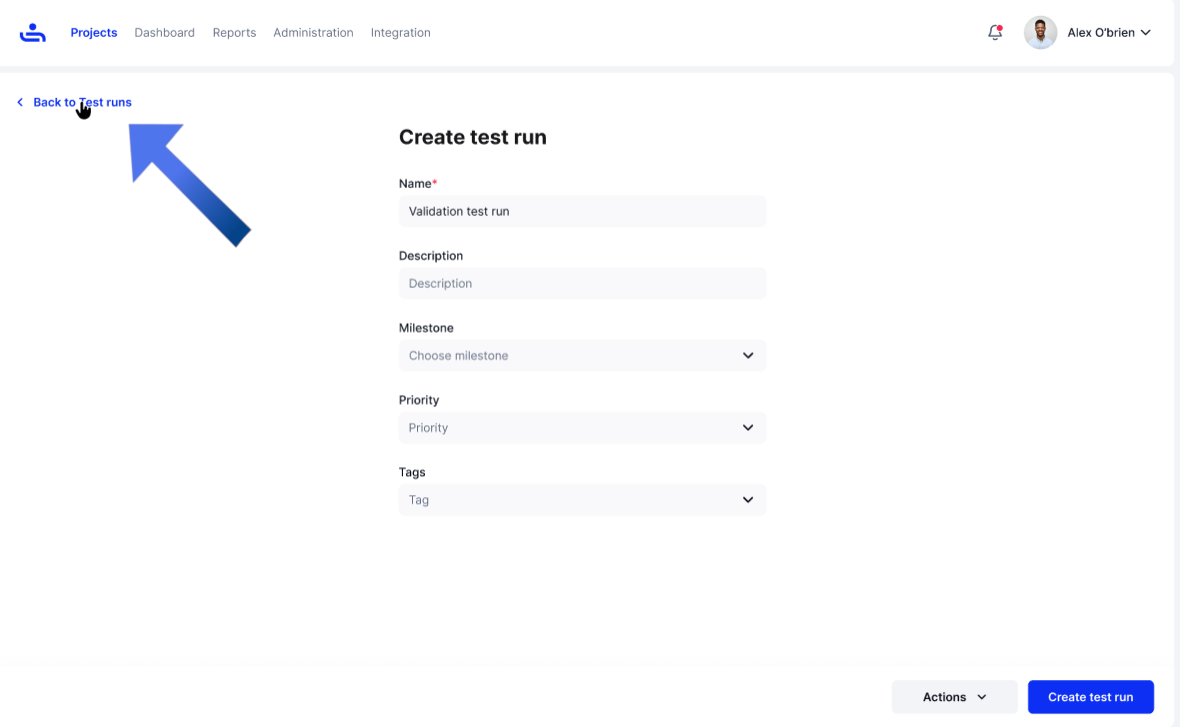 Projects Dashboard Reports Administration Integration Alex O'brien
Back to Test runs
Create test run
Name*
Validation test run
Description
Description
Milestone
Choose milestone
Priority
Priority
Tags
Tag
Actions Create test run